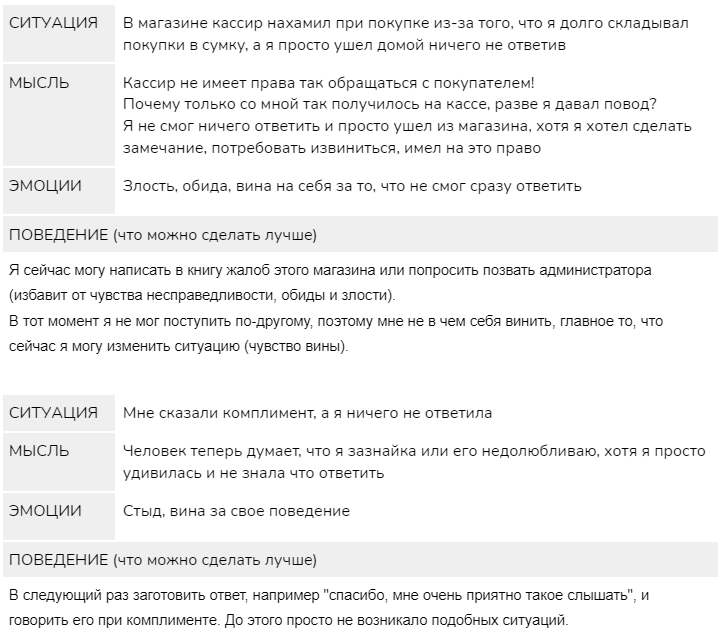 СИТУАЦИЯ
В магазине кассир нахамил при покупке из-за того, что я долго складывал
покупки в сумку, а я просто ушел домой ничего не ответив
МЫСЛЬ
Кассир не имеет права так обращаться с покупателем!
Почему только со мной так получилось на кассе, разве я давал повод?
Я не смог ничего ответить и просто ушел из магазина, хотя я хотел сделать
замечание, потребовать извиниться, имел на это право
ЭМОЦИИ
Злость, обида, вина на себя за то, что не смог сразу ответить
ПОВЕДЕНИЕ (что можно сделать лучше)
Я сейчас могу написать в книгу жалоб этого магазина или попросить позвать администратора
(избавит от чувства несправедливости, обиды и злости).
В тот момент я не мог поступить по-другому, поэтому мне не в чем себя винить, главное то, что
сейчас я могу изменить ситуацию (чувство вины).
СИТУАЦИЯ
Мне сказали комплимент, а я ничего не ответила
МЫСЛЬ
Человек теперь думает, что я зазнайка или его недолюбливаю, хотя я просто
удивилась и не знала что ответить
ЭМОЦИИ
Стыд, вина за свое поведение
ПОВЕДЕНИЕ (что можно сделать лучше)
В следующий раз заготовить ответ, например "спасибо, мне очень приятно такое слышать", и
говорить его при комплименте. До этого просто не возникало подобных ситуаций.